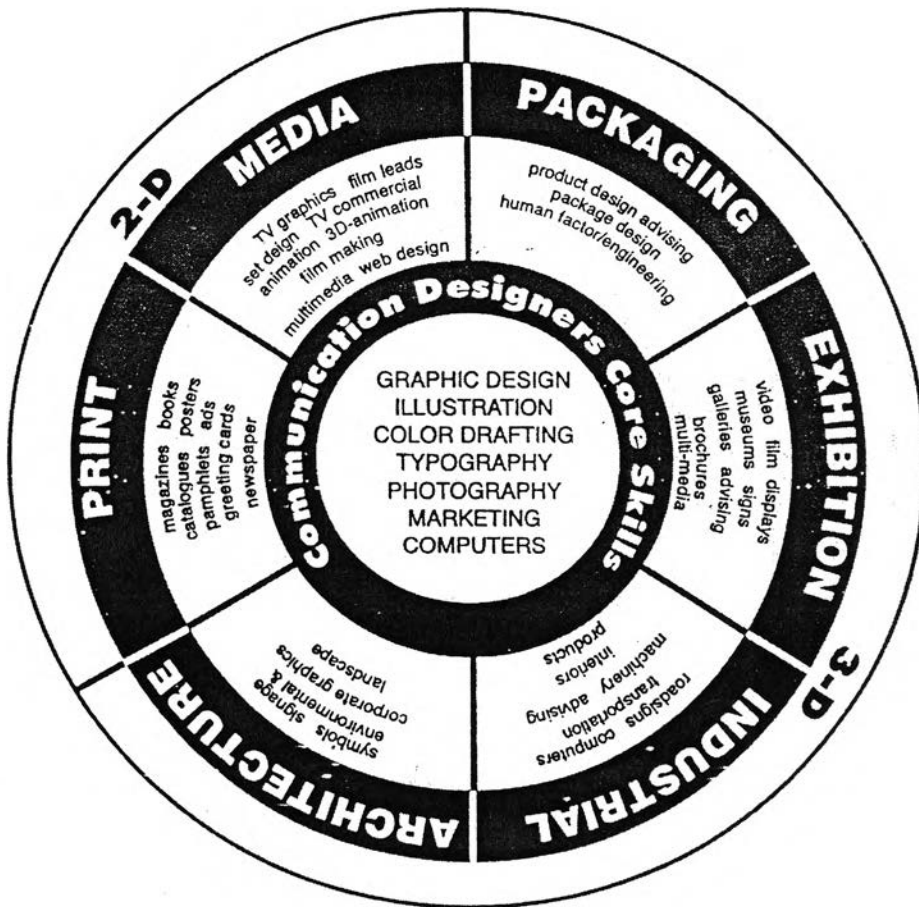 2-D
MEDIA
TV graphics film leads
set deign TV commercial
animation 3D-animation
film making
multimedia web design
PACKAGING
product design advising
package design
human factor/engineering
EXHIBITION
video film displays
museums signs
galleries advising
brochures
multi-media
3-D
INDUSTRIAL
roadsigns computers
transportation
machinery advising
interiors
products
ARCHITECTURE
symbols signage
environmental &
corporate graphics
landscape
PRINT
magazines books
catalogues posters
pamphlets ads
greeting cards
newspaper
Communication Designers Core Skills
GRAPHIC DESIGN
ILLUSTRATION
COLOR DRAFTING
TYPOGRAPHY
PHOTOGRAPHY
MARKETING
COMPUTERS